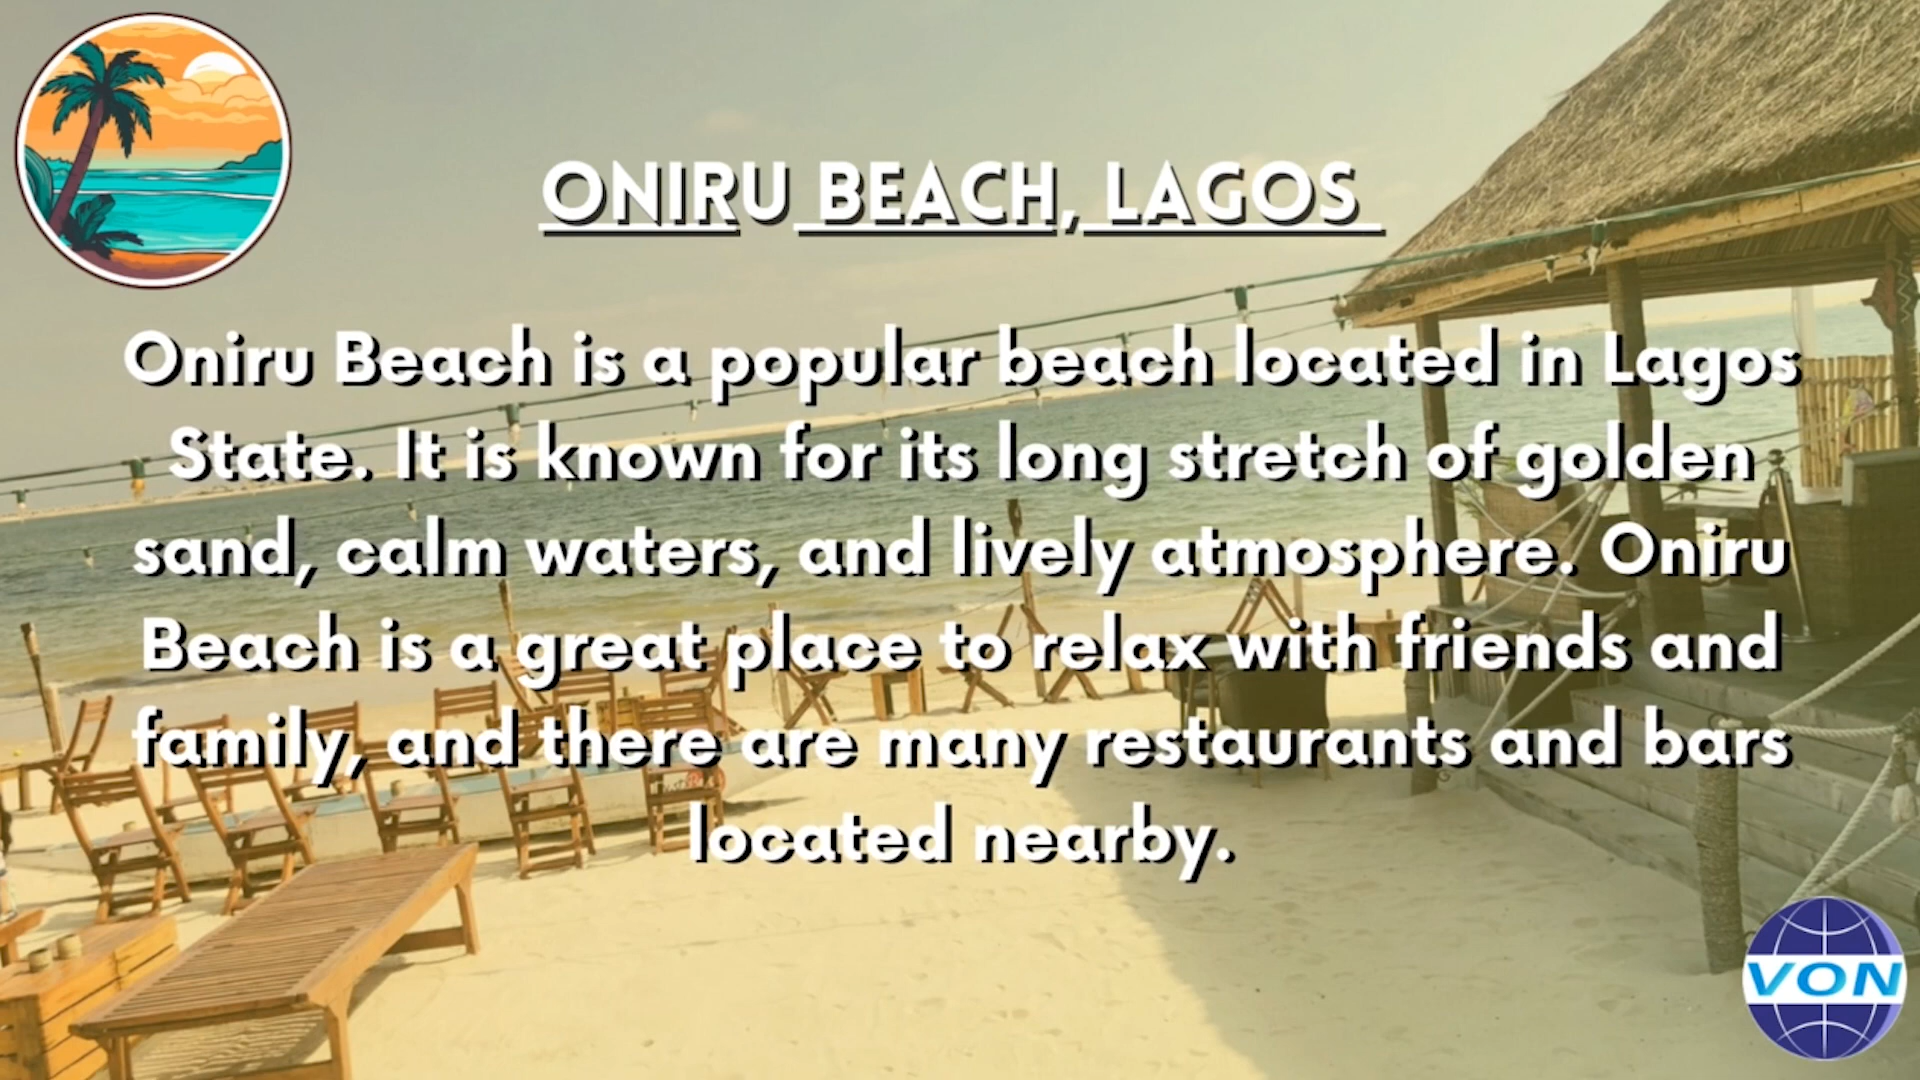 ONIRU BEACH, LAGOS
Oniru Beach is a popular beach located in Lagos
State. It is known for its long stretch of golden
sand, calm waters, and lively atmosphere. Oniru
Beach is a great place to relax with friends and
family, and there are many restaurants and bars
located nearby.
VON